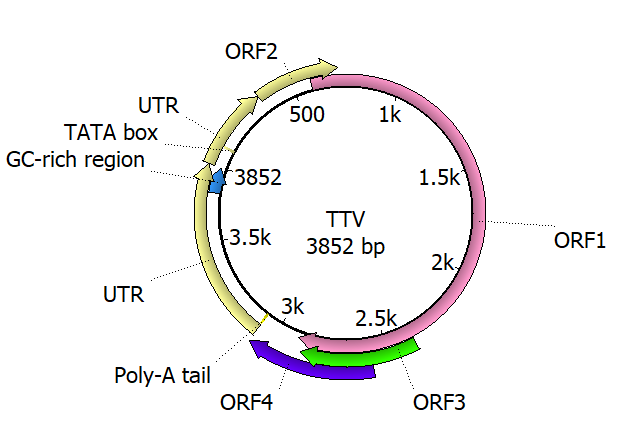 ORF2
UTR
TATA box
GC-rich region
500
1k
3852
1.5k
TTV
3852 bp
ORF1
3.5k
2k
UTR
3k
2.5k
Poly-A tail
ORF4
ORF3